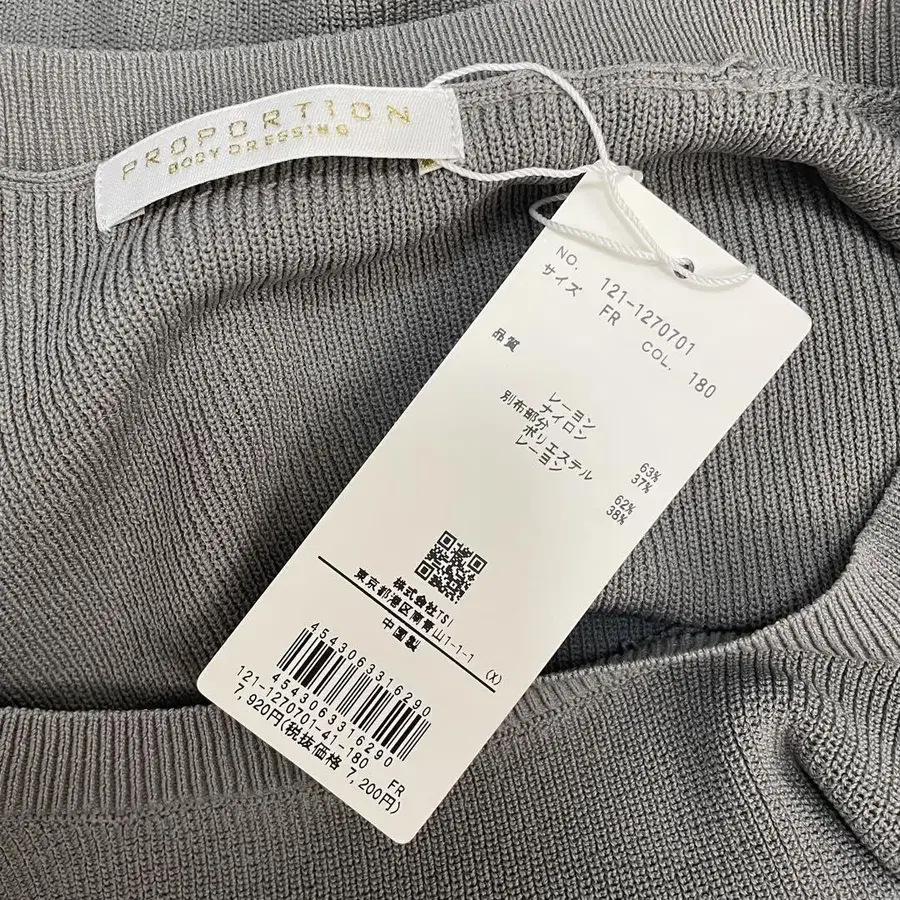 PROPORTION
BODY DRESSING
NO. 121-1270701
サイズ FR COL. 180
品質
レーヨン 63%
ナイロン 37%
別布部分
ポリエステル 62%
レーヨン 38%
株式会社TSI
東京都港区南青山1-1-1
中国製 (X)
4543063316290
4543063316290
121-1270701-41-180 FR
7,920円(税抜価格 7,200円)